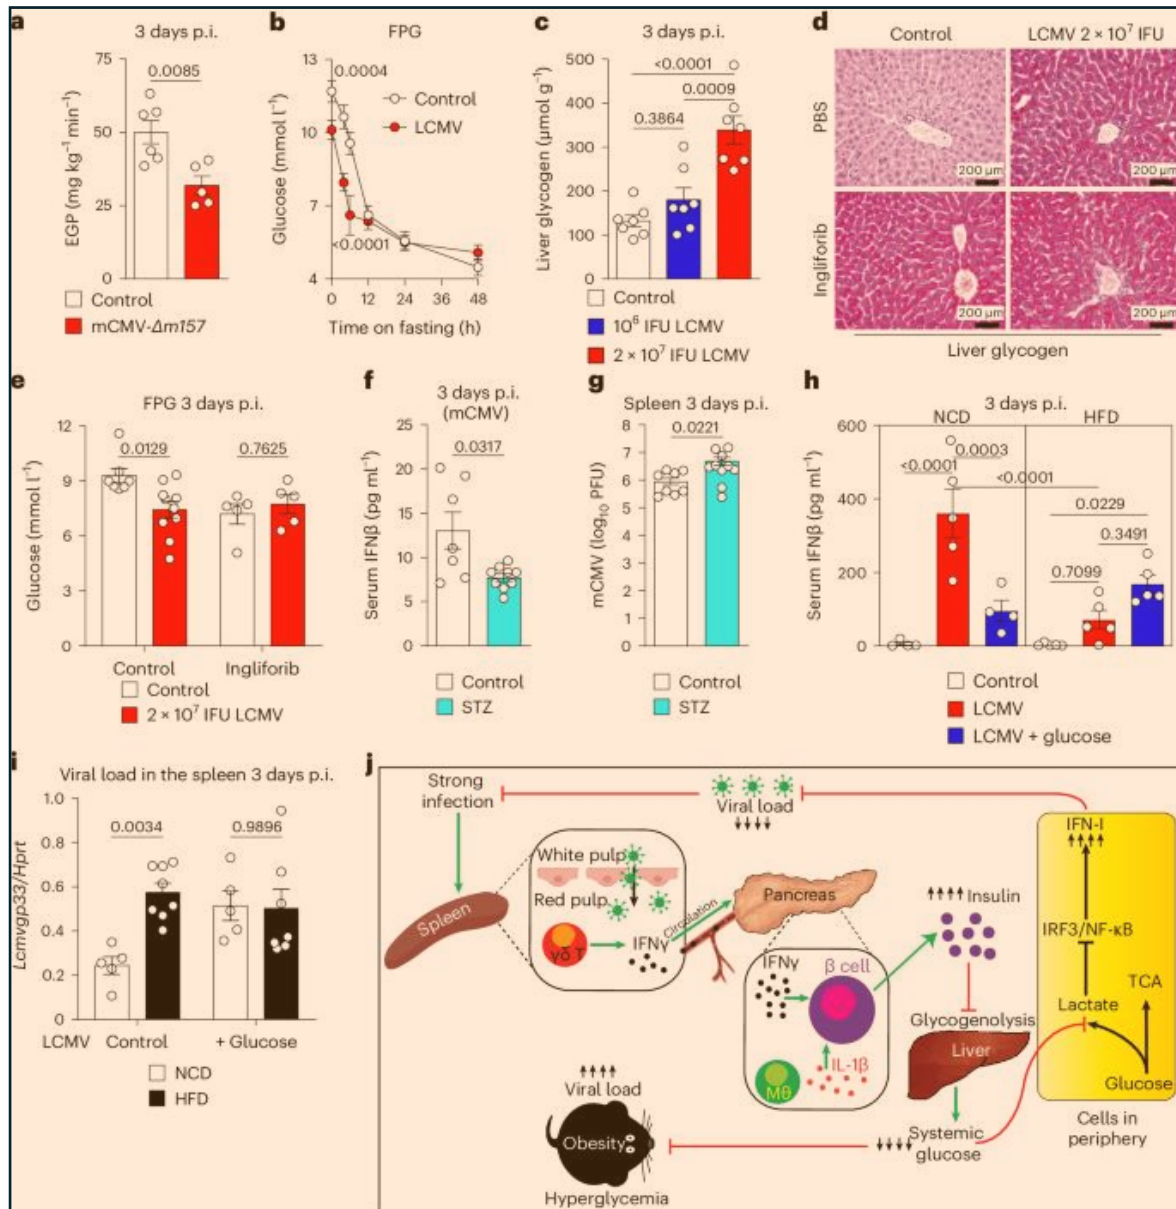 a
3 days p.i.
0.0085
EGP (mg kg⁻¹ min⁻¹)
75
50
25
0
Control
mCMV-Δm157
b
FPG
0.0004
Control
LCMV
<0.0001
Glucose (mmol l⁻¹)
13
10
7
4
0 12 24 36 48
Time on fasting (h)
c
3 days p.i.
<0.0001
0.0009
0.3864
Liver glycogen (μmol g)
500
400
300
200
100
0
Control
10⁶ IFU LCMV
2 × 10⁷ IFU LCMV
d
Control LCMV 2 × 10⁷ IFU
PBS
200 μm 200 μm
Ingliforib
200 μm 200 μm
Liver glycogen
e
FPG 3 days p.i.
0.0129 0.7625
Glucose (mmol l⁻¹)
12
9
6
3
0
Control Ingliforib
Control
2 × 10⁷ IFU LCMV
f
3 days p.i.
(mCMV)
0.0317
Serum IFNβ (pg ml⁻¹)
25
20
15
10
5
0
Control
STZ
g
Spleen 3 days p.i.
0.0221
mCMV (log₁₀ PFU)
8
7
6
5
4
3
2
1
0
Control
STZ
h
3 days p.i.
NCD HFD
0.0003
<0.0001
<0.0001
0.0229
0.3491
0.7099
Serum IFNβ (pg ml⁻¹)
600
400
200
0
Control
LCMV
LCMV + glucose
i
Viral load in the spleen 3 days p.i.
0.0034 0.9896
Lcmvgp33/Hprt
1.0
0.8
0.6
0.4
0.2
0
LCMV Control + Glucose
NCD
HFD
j
Strong
infection
Viral load
White pulp
Red pulp
Spleen
γδ T
IFNγ
Circulation
Pancreas
IFNγ
β cell
IL-1β
MΘ
Insulin
Glycogenolysis
Liver
Systemic
glucose
IFN-I
IRF3/NF-κB
TCA
Lactate
Glucose
Cells in
periphery
Viral load
Obesity
Hyperglycemia